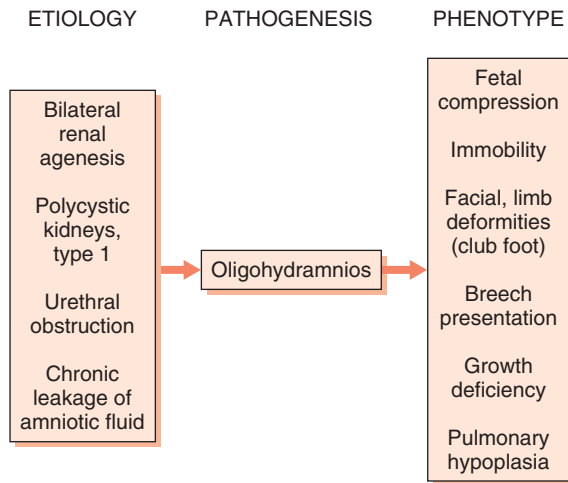 ETIOLOGY
PATHOGENESIS
PHENOTYPE
Bilateral
renal
agenesis
Polycystic
kidneys,
type 1
Urethral
obstruction
Chronic
leakage of
amniotic fluid
Oligohydramnios
Fetal
compression
Immobility
Facial, limb
deformities
(club foot)
Breech
presentation
Growth
deficiency
Pulmonary
hypoplasia